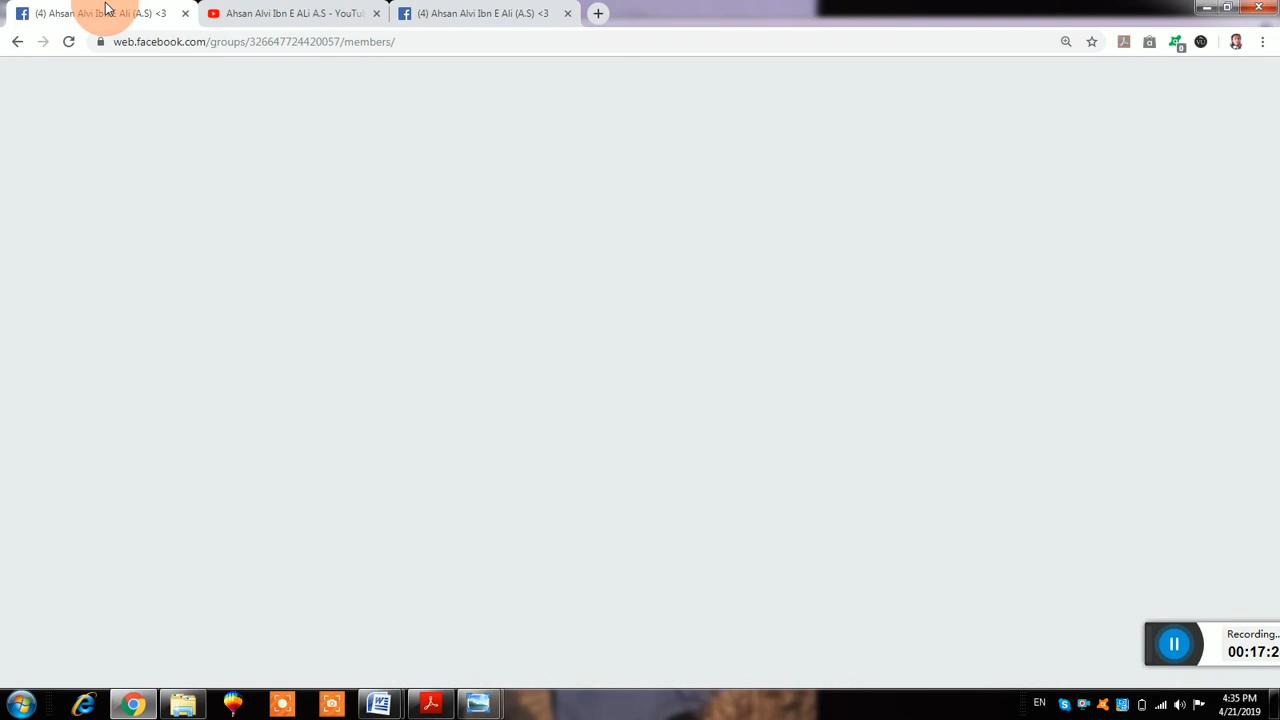 (4) Ahsan Alvi Ibn E Ali (A.S) <3
Ahsan Alvi Ibn E ALi A.S - YouTu
(4) Ahsan Alvi Ibn E Ali (A.S) <3
web.facebook.com/groups/326647724420057/members/
0
Recording..
00:17:2
EN
4:35 PM
4/21/2019